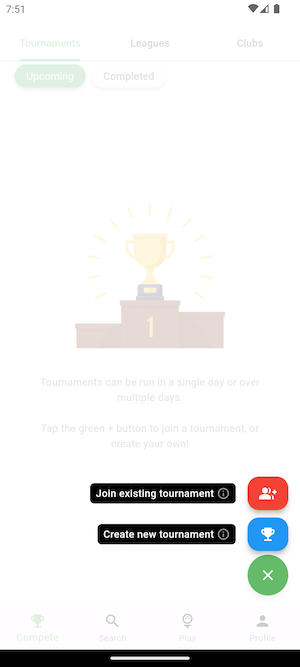 7:51
Tournaments Leagues Clubs
Upcoming Completed
1
Tournaments can be run in a single day or over
multiple days.
Tap the green + button to join a tournament, or
create your own!
Join existing tournament
Create new tournament
Compete Search Play Profile